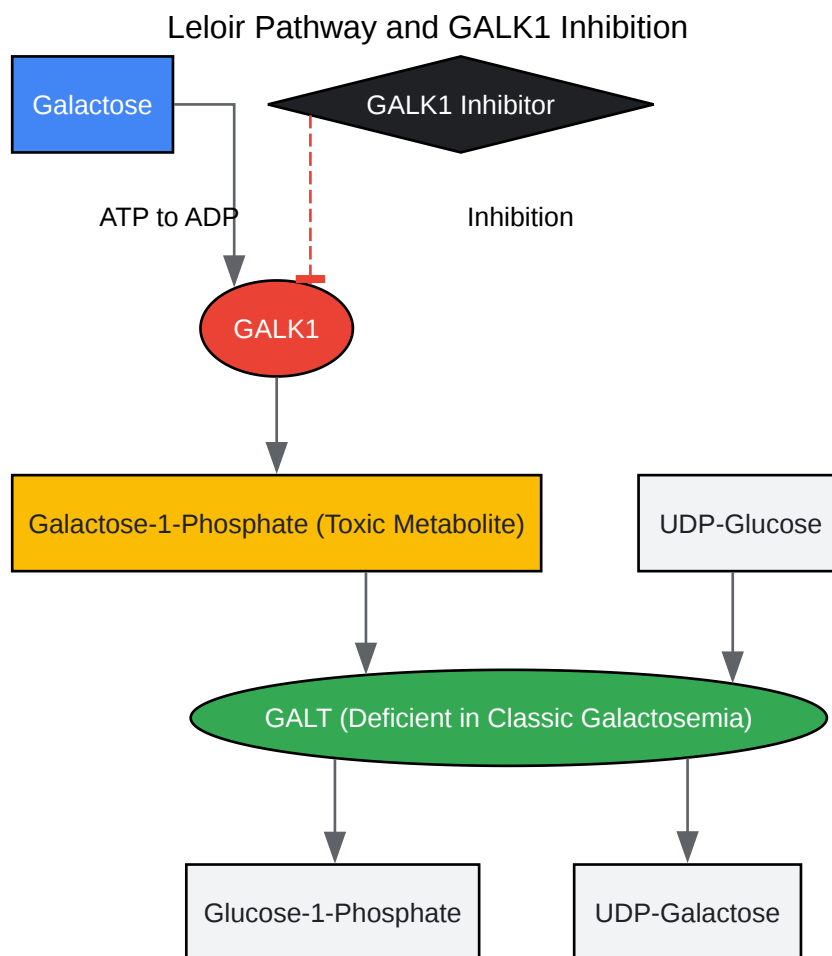 Leloir Pathway and GALK1 Inhibition
Galactose
GALK1 Inhibitor
ATP to ADP
Inhibition
GALK1
Galactose-1-Phosphate (Toxic Metabolite)
UDP-Glucose
GALT (Deficient in Classic Galactosemia)
Glucose-1-Phosphate
UDP-Galactose